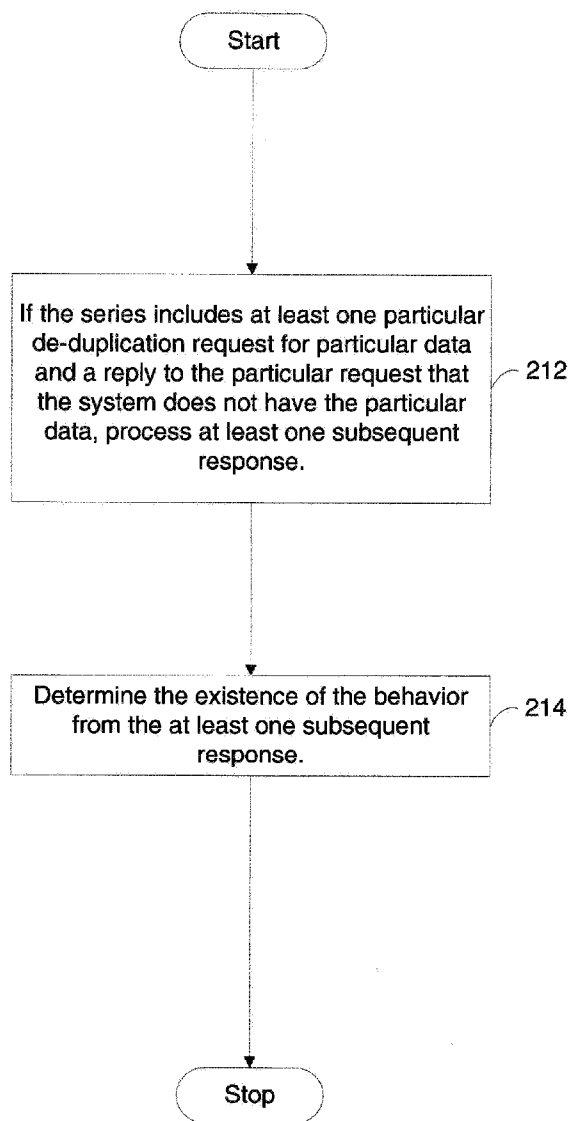 Start
If the series includes at least one particular
de-duplication request for particular data
and a reply to the particular request that
the system does not have the particular
data, process at least one subsequent
response.
212
Determine the existence of the behavior
from the at least one subsequent
response.
214
Stop